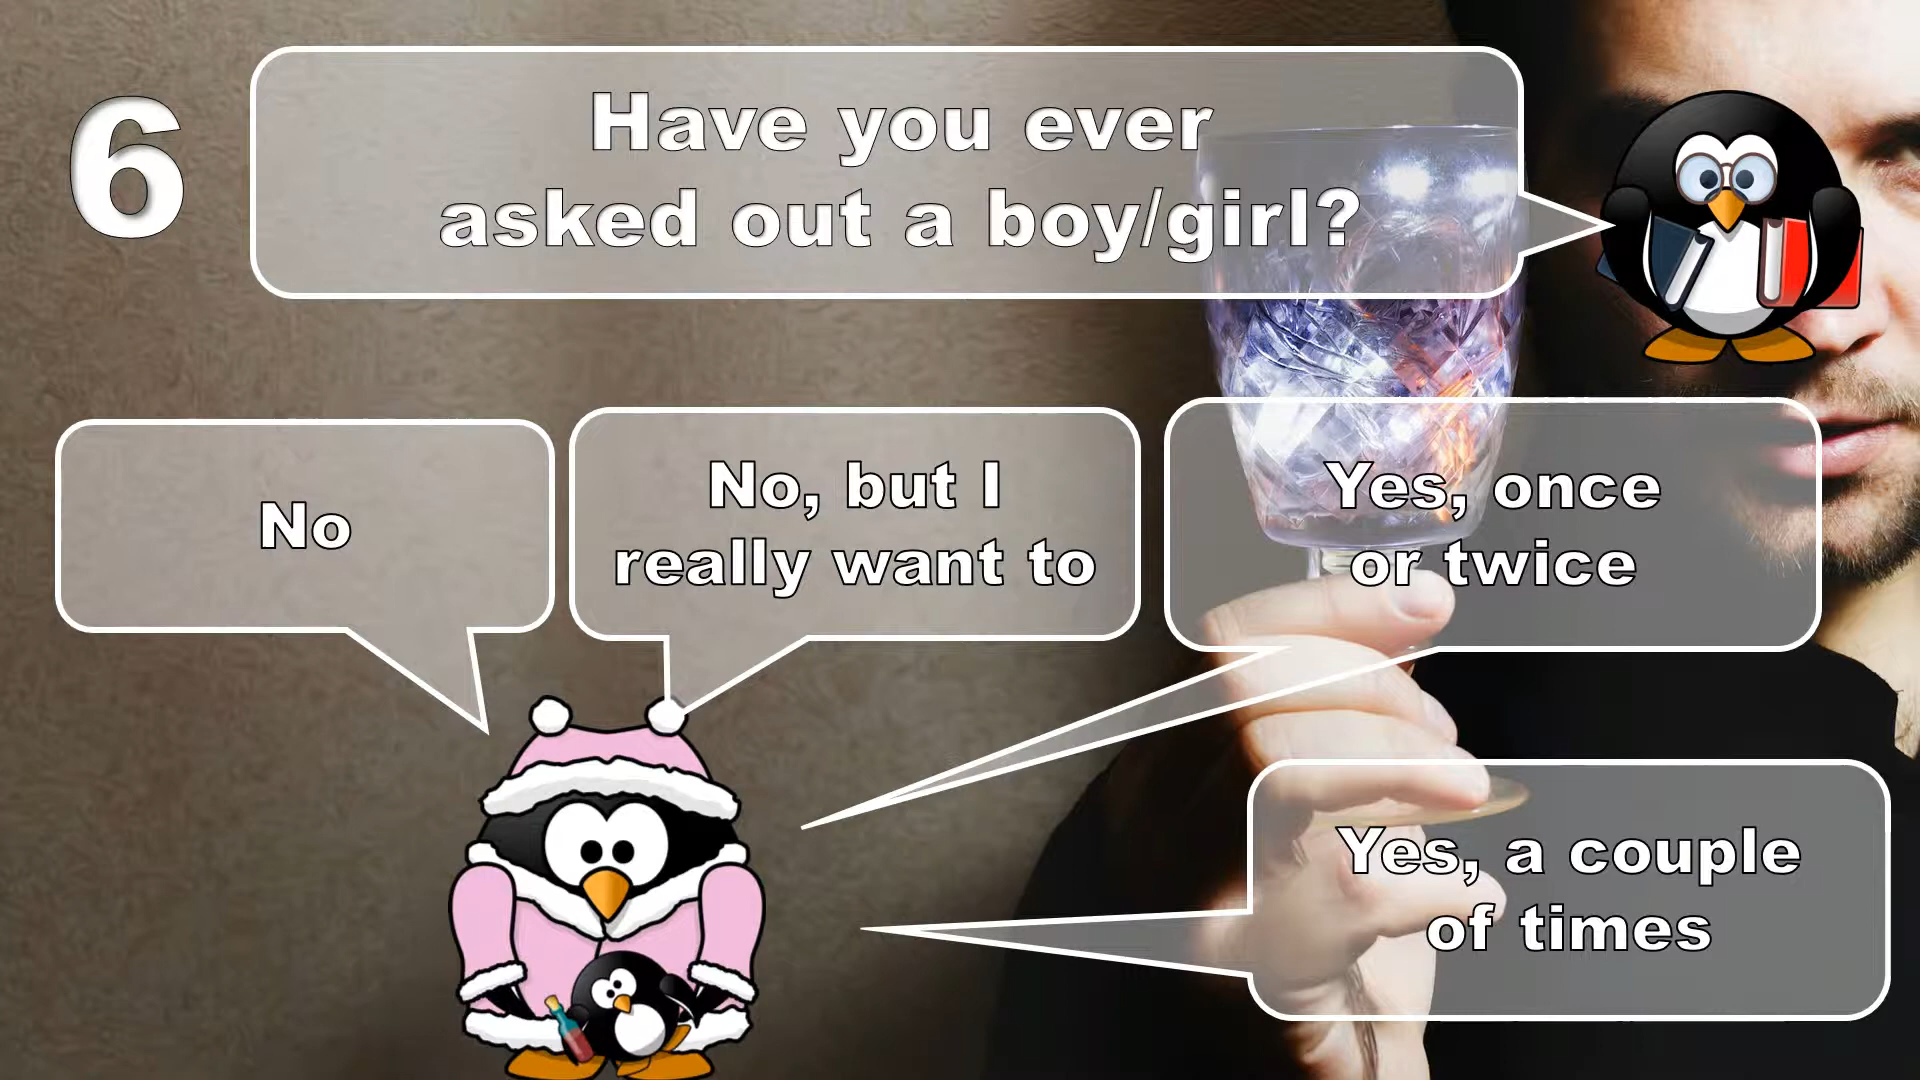 6
Have you ever
asked out a boy/girl?
No
No, but I
really want to
Yes, once
or twice
Yes, a couple
of times